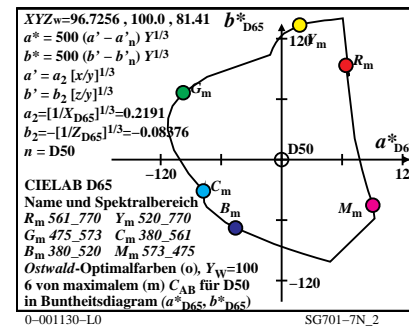 XYZw=96.7256 , 100.0 , 81.41
a* = 500 (a' – a'n) Y1/3
b* = 500 (b' – b'n) Y1/3
a' = a2 [x/y]1/3
b' = b2 [z/y]1/3
a2=[1/XD65]1/3=0.2191
b2=–[1/ZD65]1/3=–0.08376
n = D50
b*D65
120
Ym
Rm
Gm
D50
a*D65
–120
12
CIELAB D65
Name und Spektralbereich
Rm 561_770 Ym 520_770
Gm 475_573 Cm 380_561
Bm 380_520 Mm 573_475
Ostwald-Optimalfarben (o), YW=100
6 von maximalem (m) CAB für D50
in Buntheitsdiagram (a*D65, b*D65)
Cm
Bm
Mm
–120
0–001130–L0
SG701–7N_2